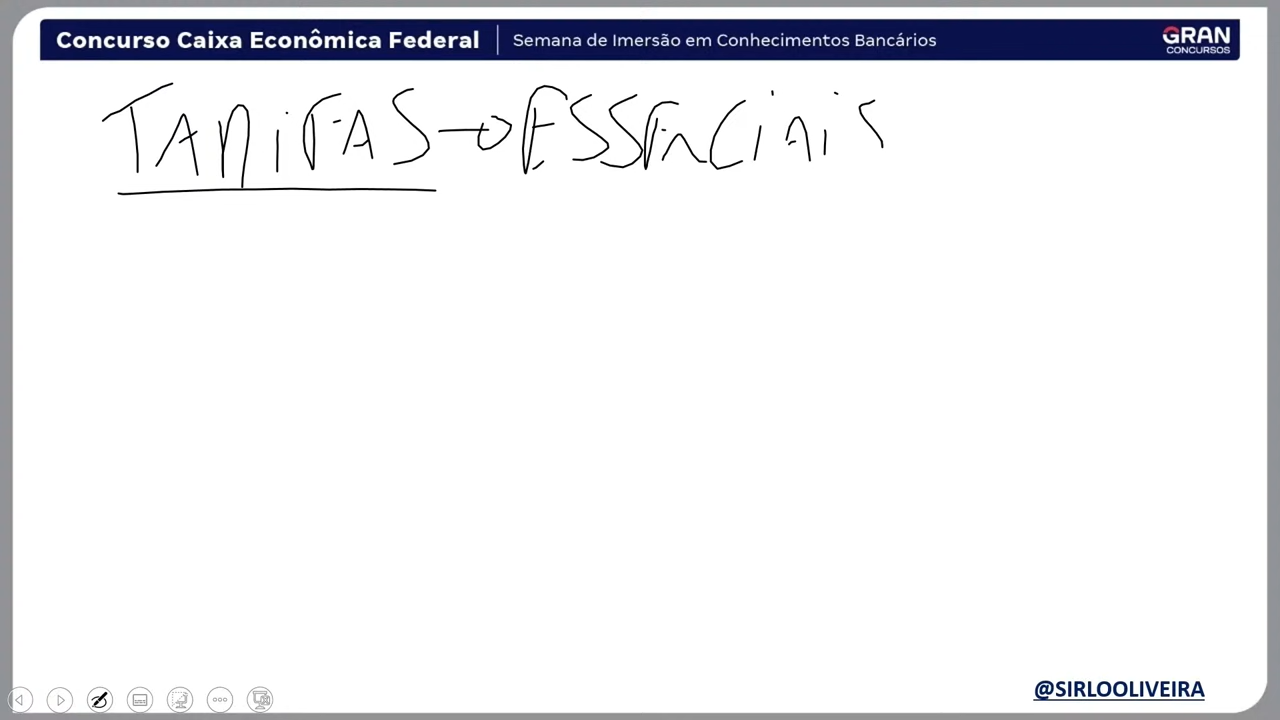 Concurso Caixa Econômica Federal | Semana de Imersão em Conhecimentos Bancários
GRAN
CONCURSOS
TARIFAS → ESSENCIAIS
@SIRLOOLIVEIRA